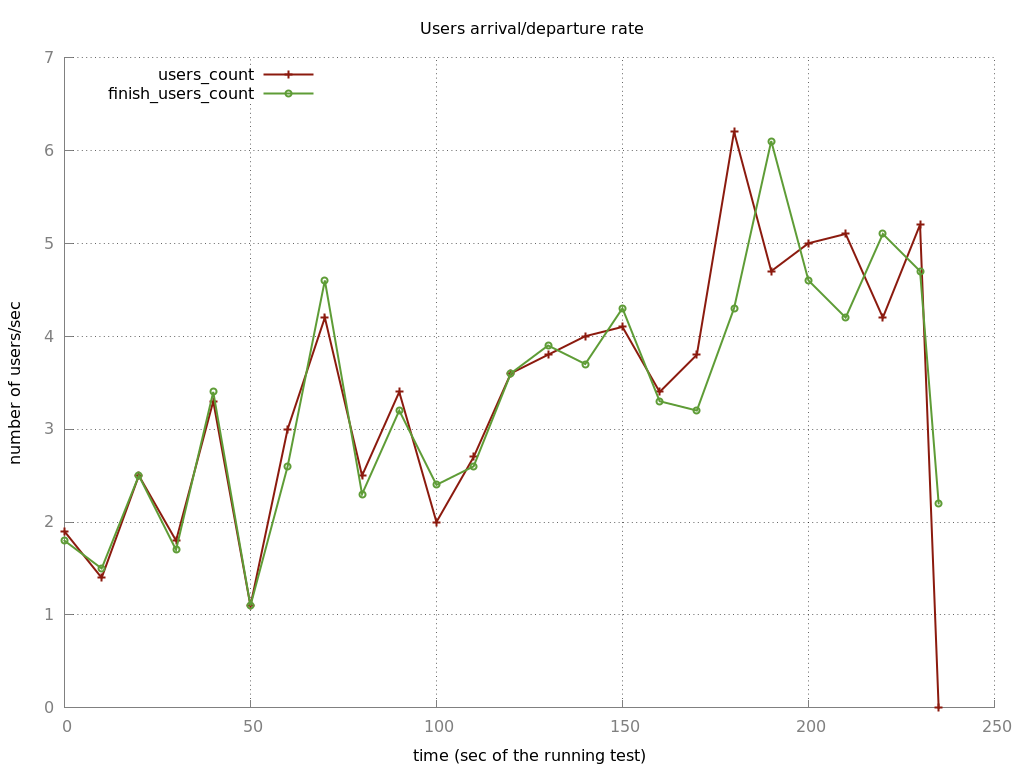 Users arrival/departure rate
7
users_count
finish_users_count
6
5
4
3
2
1
0
number of users/sec
0 50 100 150 200 250
time (sec of the running test)